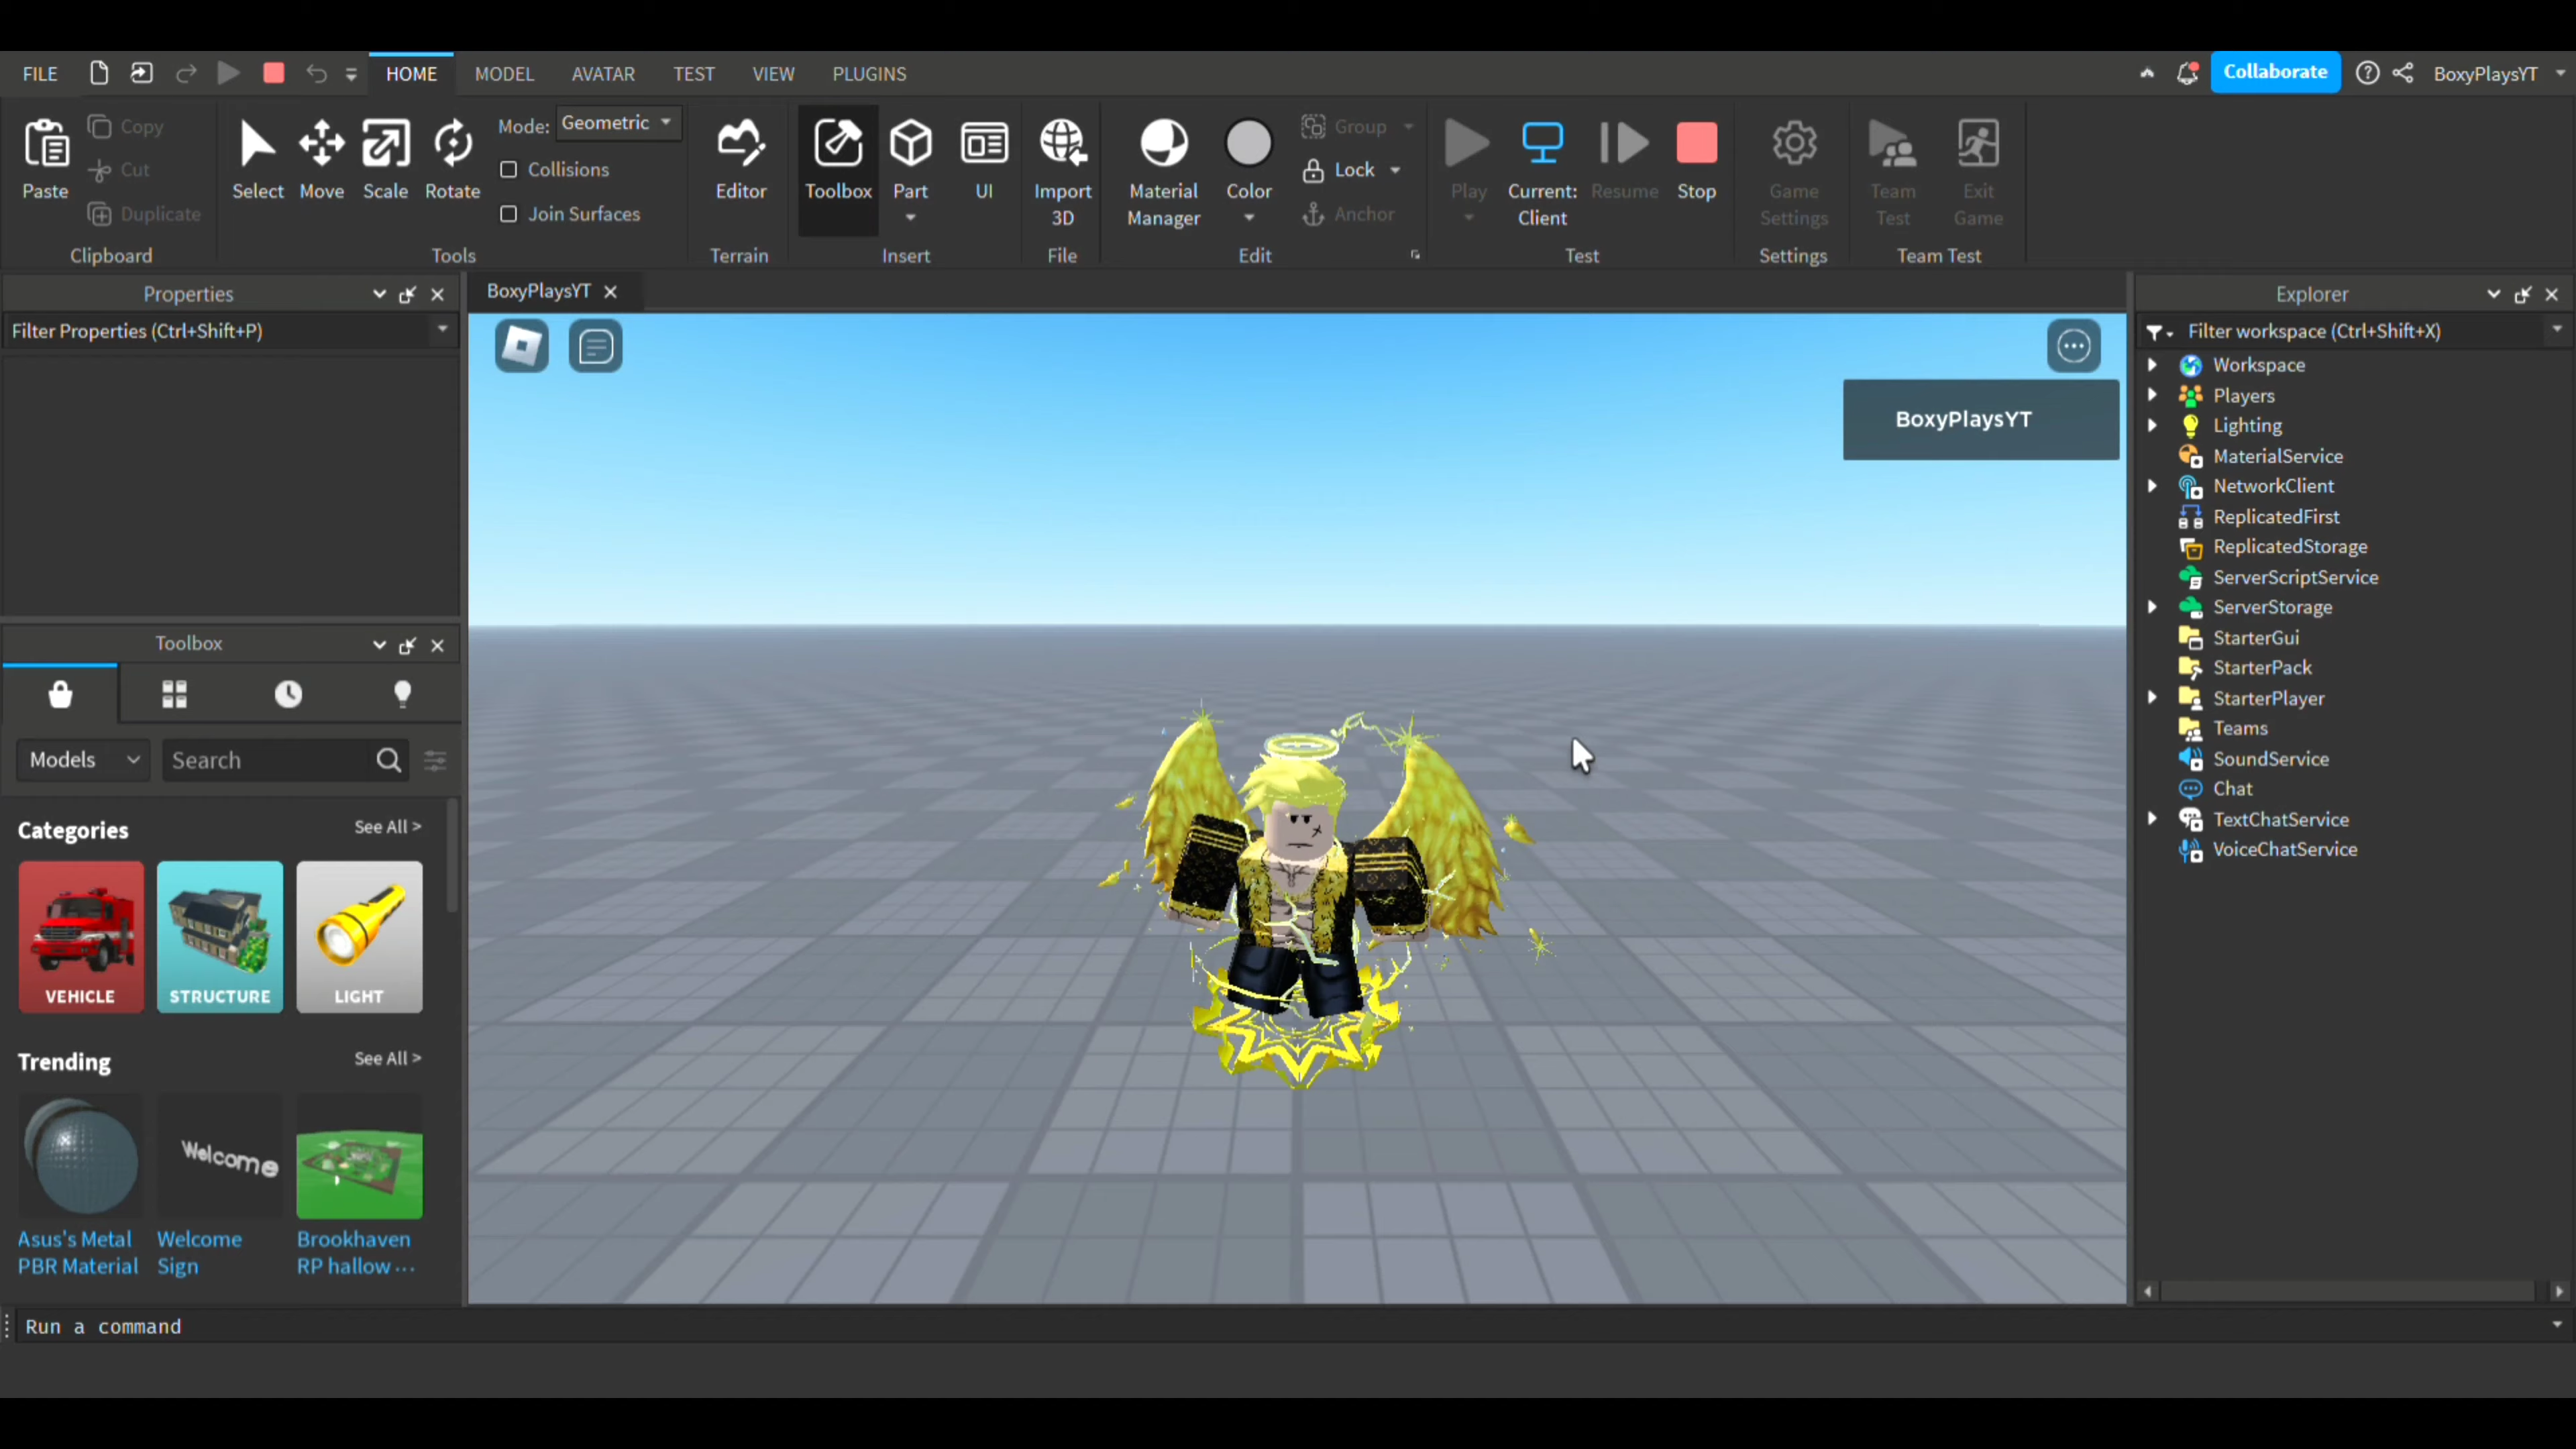 FILE
HOME
MODEL
AVATAR
TEST
VIEW
PLUGINS
Collaborate
BoxyPlaysYT
Paste
Copy
Cut
Duplicate
Clipboard
Select
Move
Scale
Rotate
Mode: Geometric
Collisions
Join Surfaces
Tools
Editor
Terrain
Toolbox
Part
UI
Insert
Import
3D
File
Material
Manager
Color
Group
Lock
Anchor
Edit
Play
Current:
Client
Resume
Stop
Test
Game
Settings
Settings
Team
Test
Exit
Game
Team Test
Properties
Filter Properties (Ctrl+Shift+P)
Toolbox
Models
Search
Categories
See All >
VEHICLE
STRUCTURE
LIGHT
Trending
See All >
Welcome
Asus's Metal
PBR Material
Welcome
Sign
Brookhaven
RP hallow ...
BoxyPlaysYT
BoxyPlaysYT
Explorer
Filter workspace (Ctrl+Shift+X)
Workspace
Players
Lighting
MaterialService
NetworkClient
ReplicatedFirst
ReplicatedStorage
ServerScriptService
ServerStorage
StarterGui
StarterPack
StarterPlayer
Teams
SoundService
Chat
TextChatService
VoiceChatService
Run a command